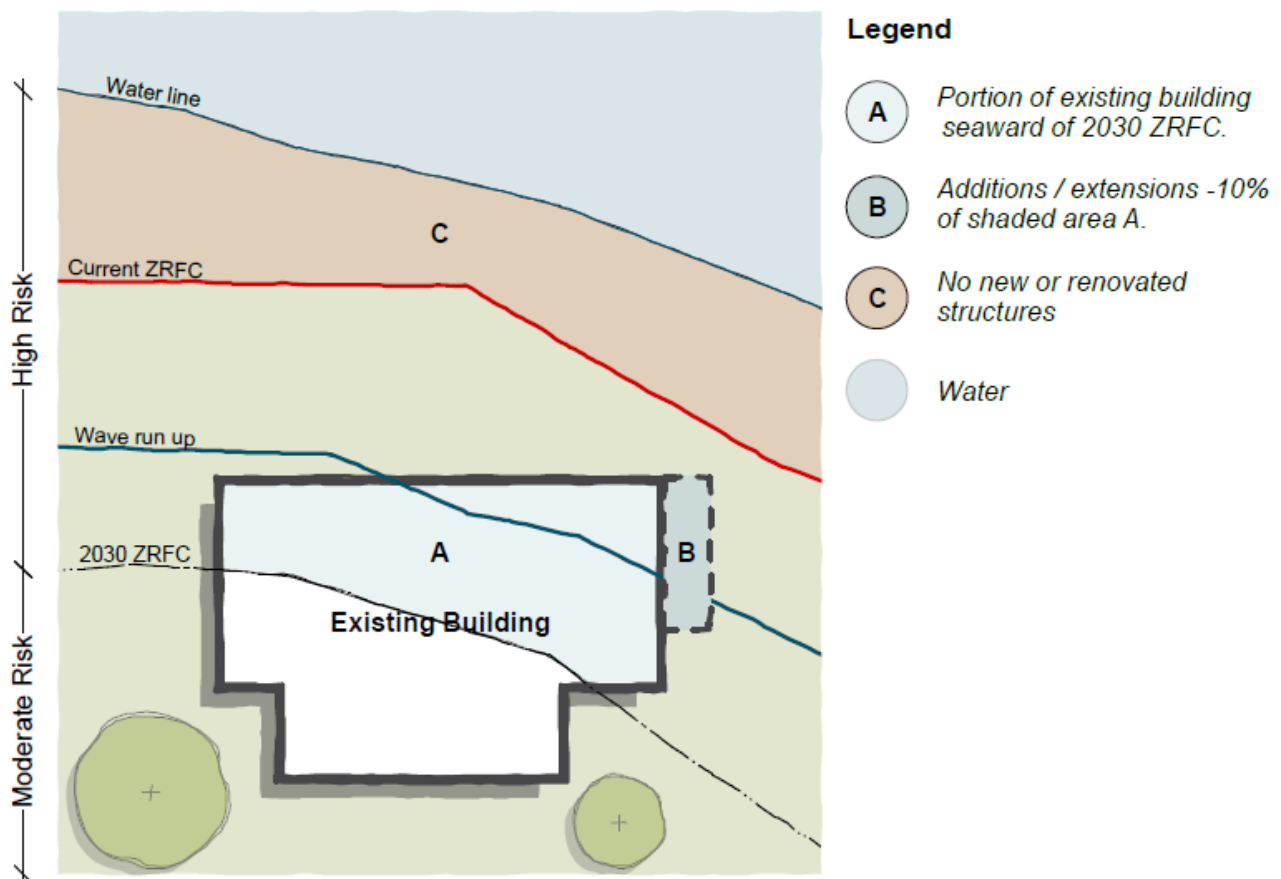 Legend
A
Portion of existing building
seaward of 2030 ZRFC.
B
Additions / extensions -10%
of shaded area A.
C
No new or renovated
structures
Water
High Risk
Moderate Risk
Water line
C
Current ZRFC
Wave run up
2030 ZRFC
A
B
Existing Building